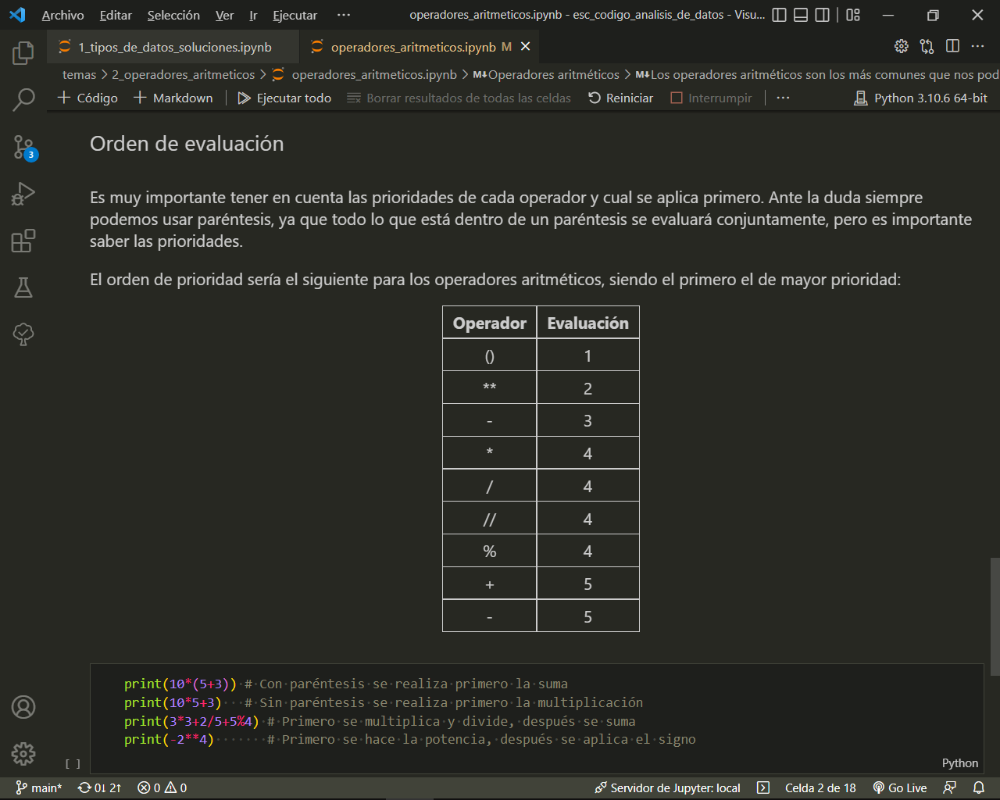 Archivo Editar Selección Ver Ir Ejecutar ··· operadores_aritmeticos.ipynb - esc_codigo_analisis_de_datos - Visu...
1_tipos_de_datos_soluciones.ipynb operadores_aritmeticos.ipynb M
temas > 2_operadores_aritmeticos > operadores_aritmeticos.ipynb > M↓Operadores aritméticos > M↓Los operadores aritméticos son los más comunes que nos pod
+ Código + Markdown Ejecutar todo Borrar resultados de todas las celdas Reiniciar Interrumpir ··· Python 3.10.6 64-bit
3
Orden de evaluación
Es muy importante tener en cuenta las prioridades de cada operador y cual se aplica primero. Ante la duda siempre
podemos usar paréntesis, ya que todo lo que está dentro de un paréntesis se evaluará conjuntamente, pero es importante
saber las prioridades.
El orden de prioridad sería el siguiente para los operadores aritméticos, siendo el primero el de mayor prioridad:
Operador Evaluación
() 1
** 2
- 3
* 4
/ 4
// 4
% 4
+ 5
- 5
print(10*(5+3)) # Con paréntesis se realiza primero la suma
print(10*5+3) # Sin paréntesis se realiza primero la multiplicación
print(3*3+2/5+5%4) # Primero se multiplica y divide, después se suma
print(-2**4) # Primero se hace la potencia, después se aplica el signo
[ ] Python
main* 0↓ 2↑ 0 0 Servidor de Jupyter: local Celda 2 de 18 Go Live